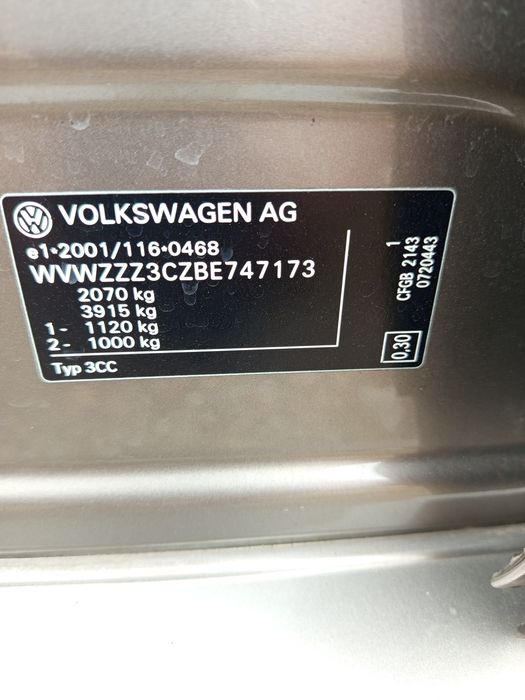 VOLKSWAGEN AG
e1*2001/116*0468
WVWZZZ3CZBE747173
2070 kg
3915 kg
1- 1120 kg
2- 1000 kg
Typ 3CC
1
CFGB 2143
0720443
0,30